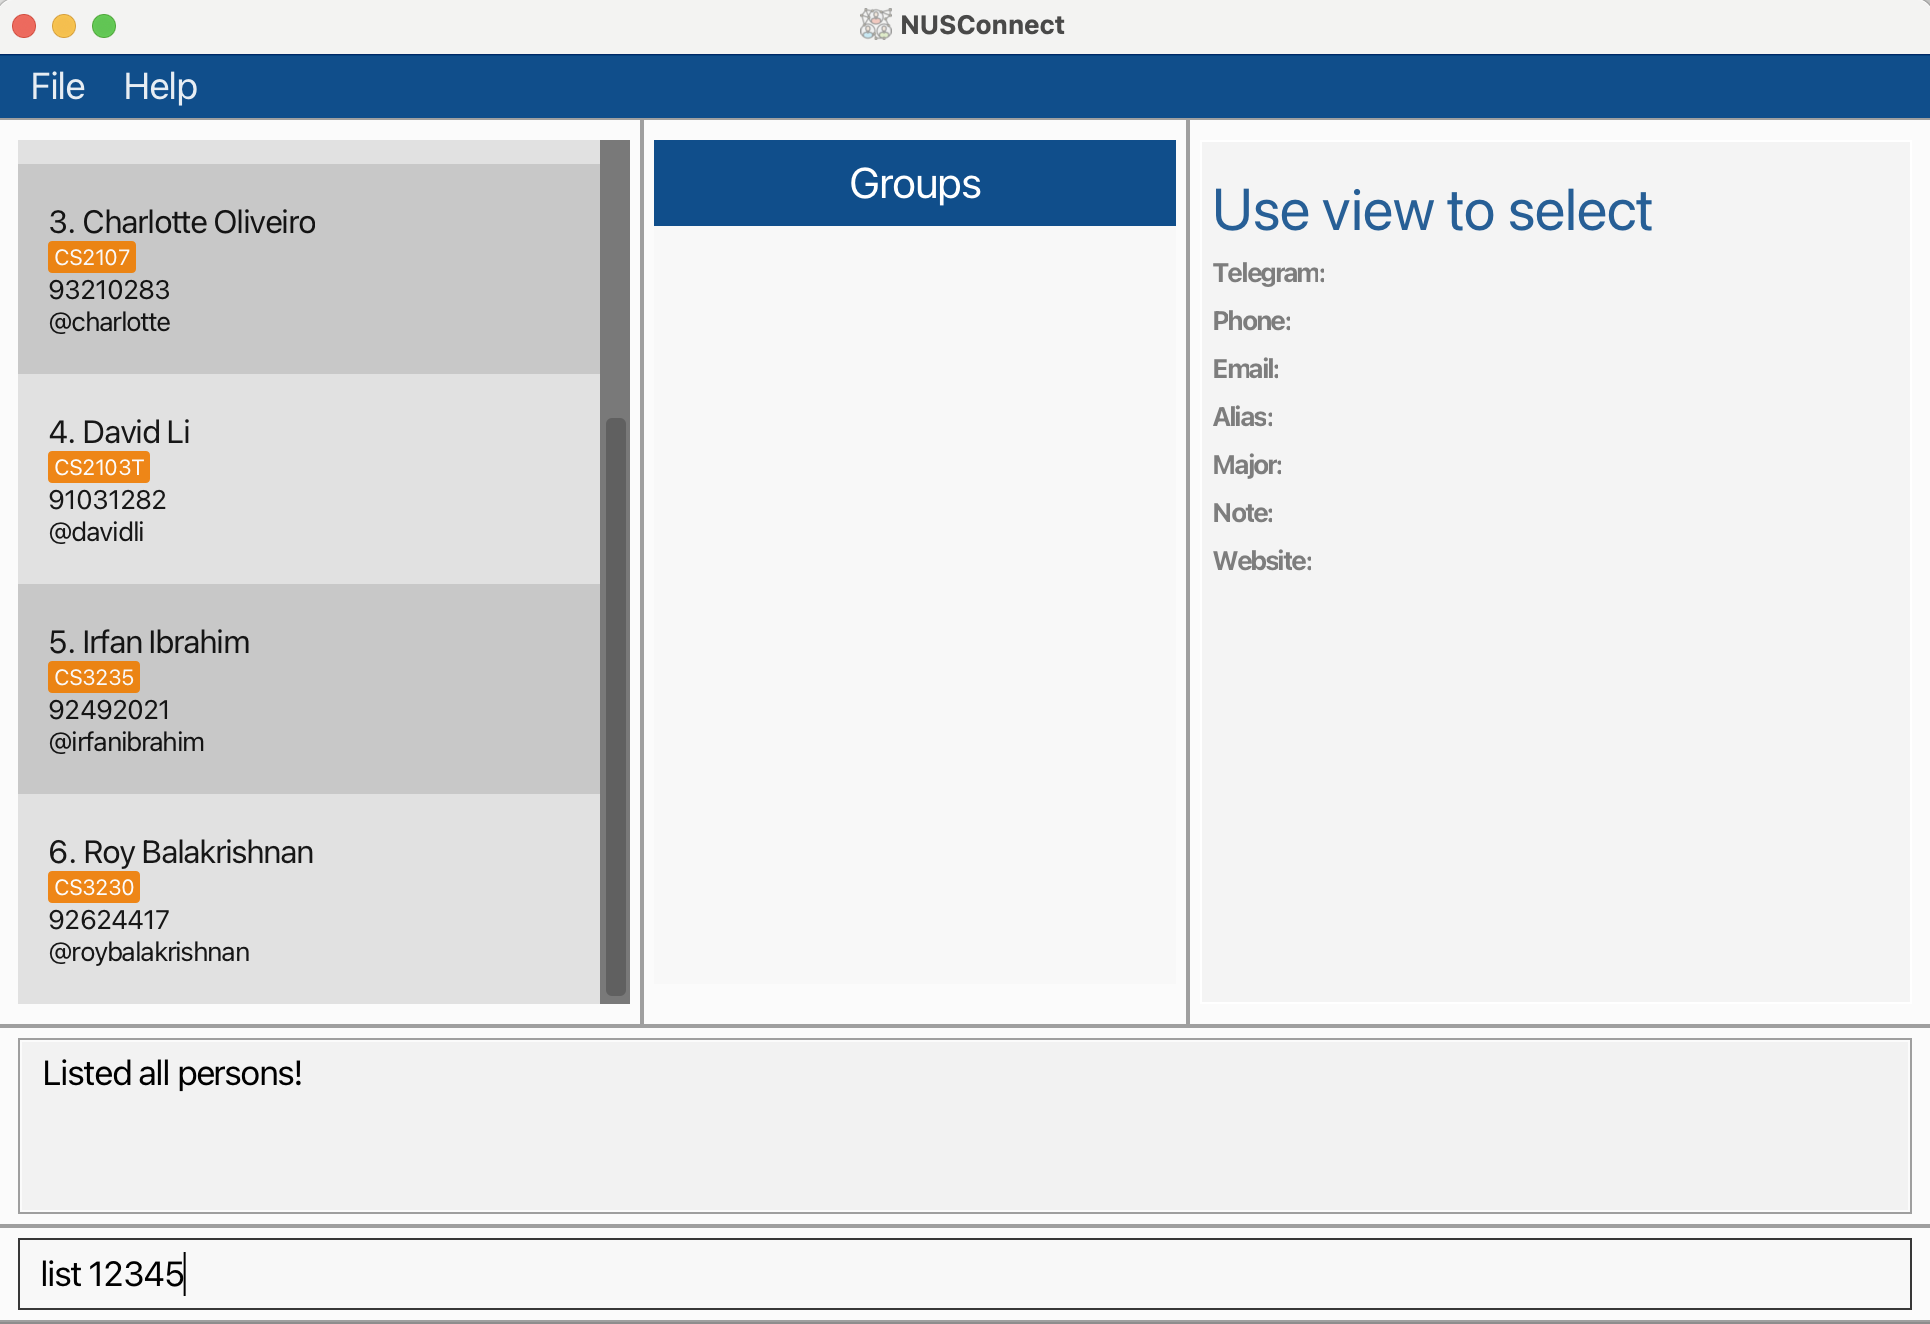 NUSConnect
File Help
3. Charlotte Oliveiro
CS2107
93210283
@charlotte
4. David Li
CS2103T
91031282
@davidli
5. Irfan Ibrahim
CS3235
92492021
@irfanibrahim
6. Roy Balakrishnan
CS3230
92624417
@roybalakrishnan
Groups
Use view to select
Telegram:
Phone:
Email:
Alias:
Major:
Note:
Website:
Listed all persons!
list 12345